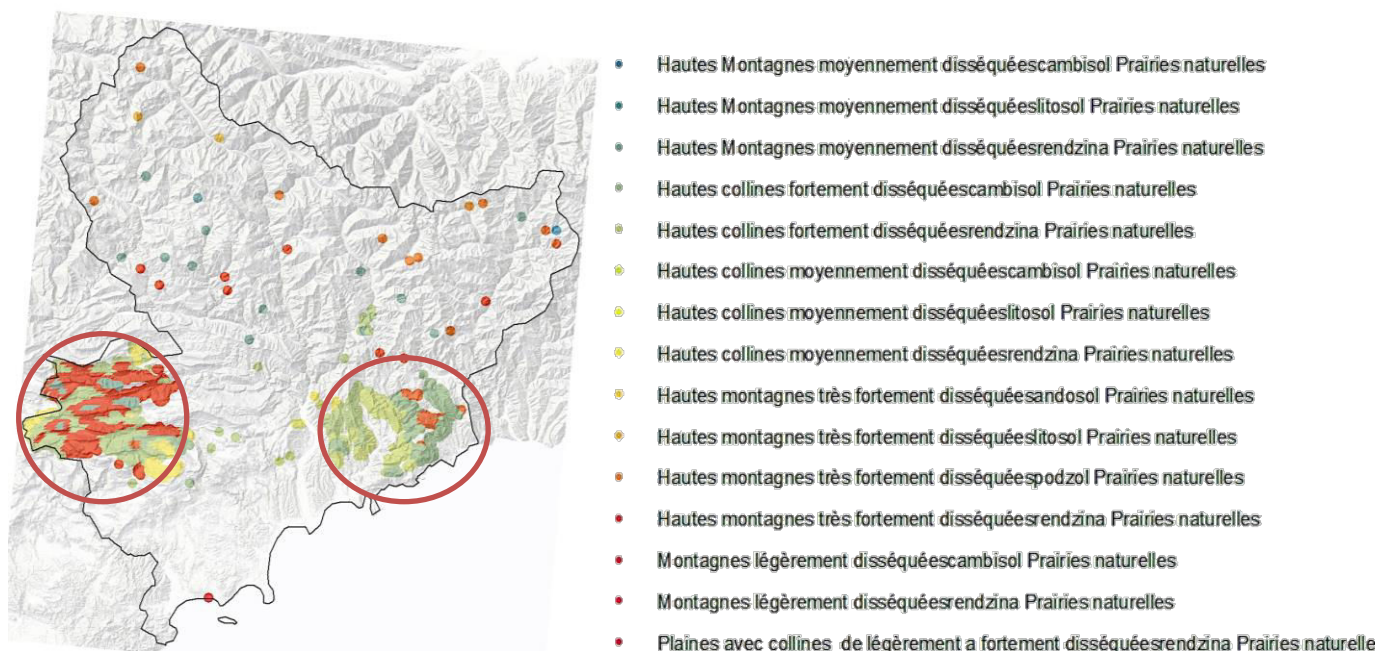 Hautes Montagnes moyennement disséquéescambisol Prairies naturelles
Hautes Montagnes moyennement disséquéeslitosol Prairies naturelles
Hautes Montagnes moyennement disséquéesrendzina Prairies naturelles
Hautes collines fortement disséquéescambisol Prairies naturelles
Hautes collines fortement disséquéesrendzina Prairies naturelles
Hautes collines moyennement disséquéescambisol Prairies naturelles
Hautes collines moyennement disséquéeslitosol Prairies naturelles
Hautes collines moyennement disséquéesrendzina Prairies naturelles
Hautes montagnes très fortement disséquéesandosol Prairies naturelles
Hautes montagnes très fortement disséquéeslitosol Prairies naturelles
Hautes montagnes très fortement disséquéespodzol Prairies naturelles
Hautes montagnes très fortement disséquéesrendzina Prairies naturelles
Montagnes légèrement disséquéescambisol Prairies naturelles
Montagnes légèrement disséquéesrendzina Prairies naturelles
Plaines avec collines de légèrement a fortement disséquéesrendzina Prairies naturelle